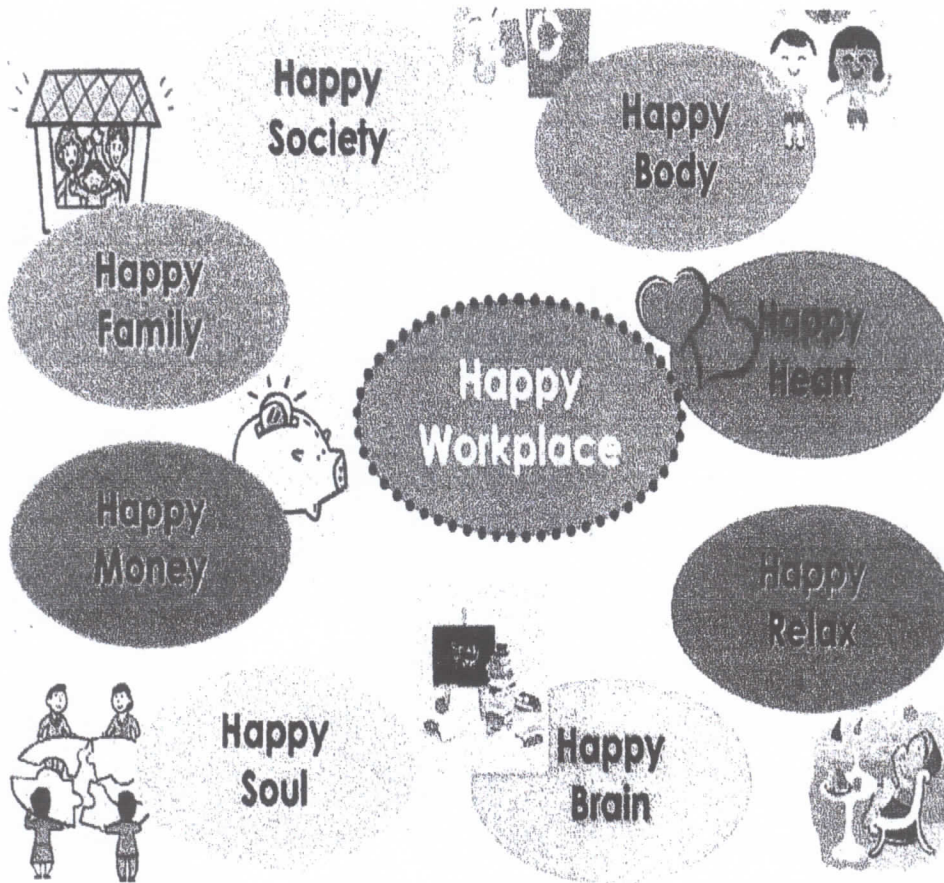 Happy
Society
Happy
Body
Happy
Family
Happy
Heart
Happy
Workplace
Happy
Money
Happy
Relax
Happy
Soul
Happy
Brain